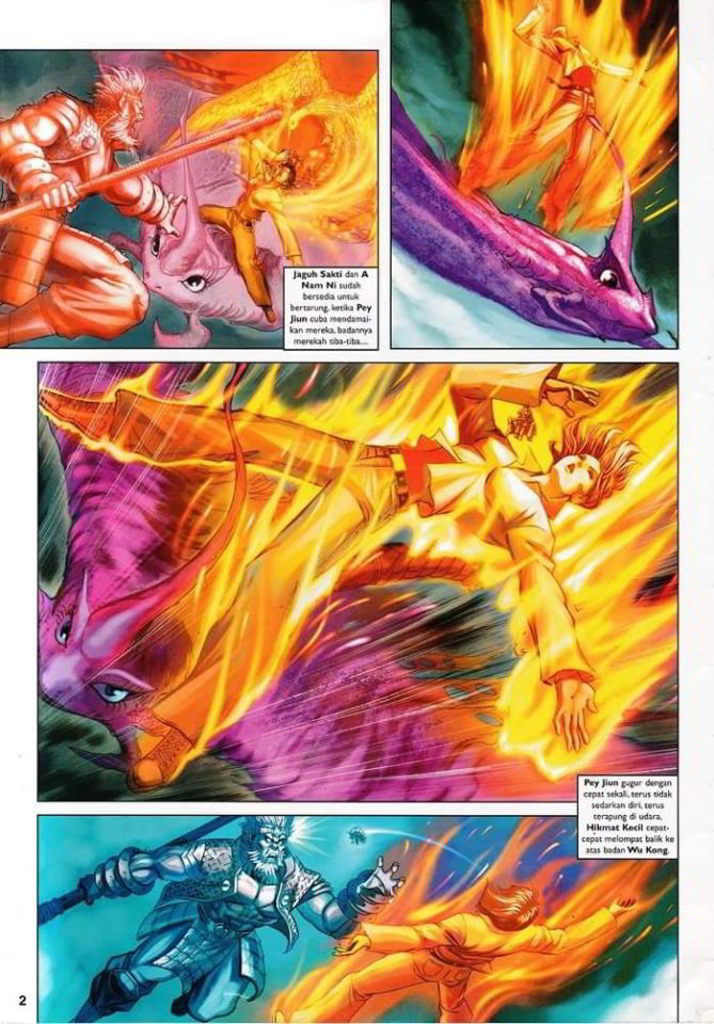 Jaguh Sakti dan A
Nam Ni sudah
bersedia untuk
bertarung, ketika Pey
Jiun cuba mendamai-
kan mereka, badannya
merekah tiba-tiba....
Pey Jiun gugur dengan
cepat sekali, terus tidak
sedarkan diri, terus
terapung di udara.
Hikmat Kecil cepat-
cepat melompat balik ke
atas badan Wu Kong.
2